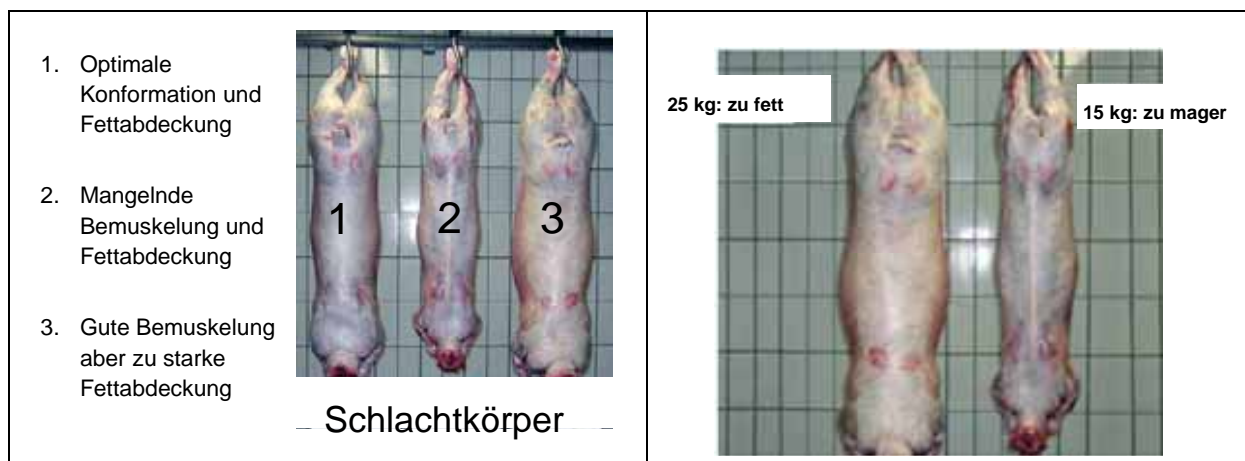 1. Optimale
Konformation und
Fettabdeckung
2. Mangelnde
Bemuskelung und
Fettabdeckung
3. Gute Bemuskelung
aber zu starke
Fettabdeckung
1 2 3
Schlachtkörper
25 kg: zu fett
15 kg: zu mager